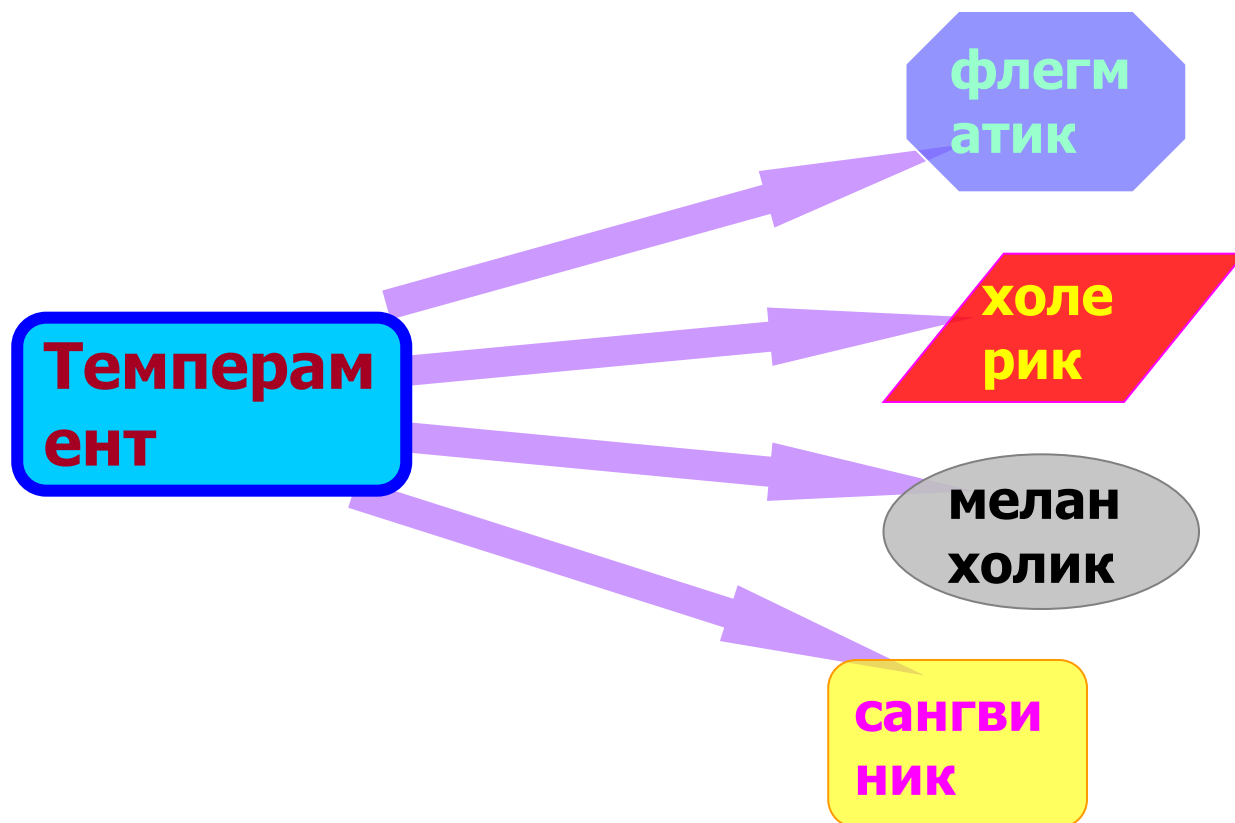 флегм
атик
холе
рик
Темперам
ент
мелан
холик
сангви
ник